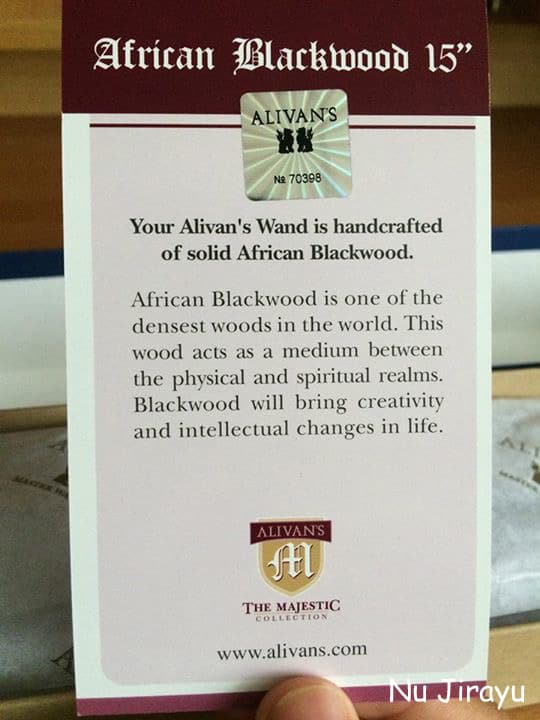 African Blackwood 15”
ALIVAN'S
№ 70398
Your Alivan's Wand is handcrafted
of solid African Blackwood.
African Blackwood is one of the
densest woods in the world. This
wood acts as a medium between
the physical and spiritual realms.
Blackwood will bring creativity
and intellectual changes in life.
ALIVAN'S
M
THE MAJESTIC
COLLECTION
www.alivans.com
Nu Jirayu